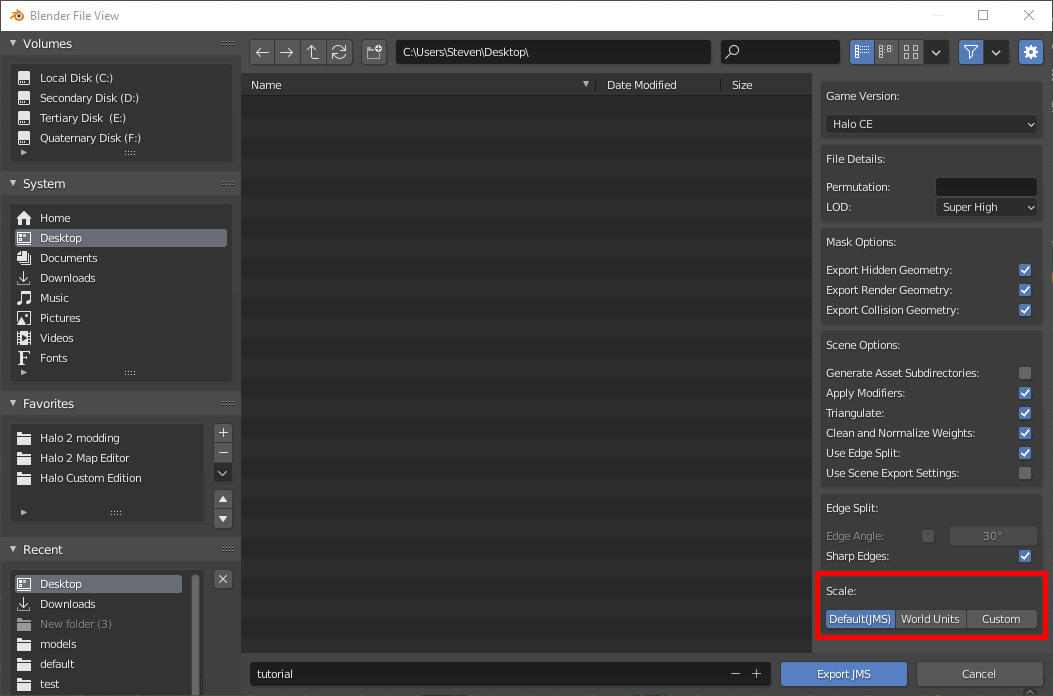 Blender File View
Volumes
Local Disk (C:)
Secondary Disk (D:)
Tertiary Disk (E:)
Quaternary Disk (F:)
System
Home
Desktop
Documents
Downloads
Music
Pictures
Videos
Fonts
Favorites
Halo 2 modding
Halo 2 Map Editor
Halo Custom Edition
Recent
Desktop
Downloads
New folder (3)
models
default
test
C:\Users\Steven\Desktop\
Name Date Modified Size
tutorial
Export JMS Cancel
Game Version:
Halo CE
File Details:
Permutation:
LOD: Super High
Mask Options:
Export Hidden Geometry:
Export Render Geometry:
Export Collision Geometry:
Scene Options:
Generate Asset Subdirectories:
Apply Modifiers:
Triangulate:
Clean and Normalize Weights:
Use Edge Split:
Use Scene Export Settings:
Edge Split:
Edge Angle: 30°
Sharp Edges:
Scale:
Default(JMS) World Units Custom